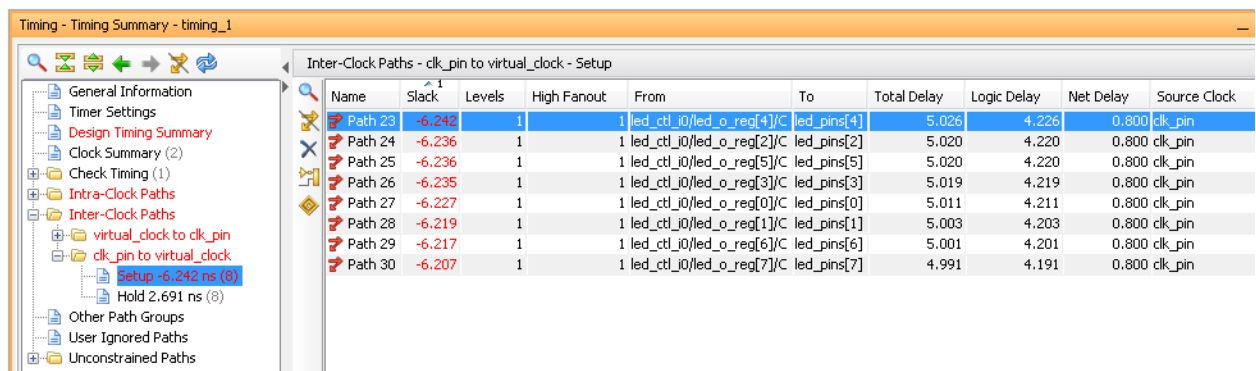 Timing - Timing Summary - timing_1
General Information
Timer Settings
Design Timing Summary
Clock Summary (2)
Check Timing (1)
Intra-Clock Paths
Inter-Clock Paths
virtual_clock to clk_pin
clk_pin to virtual_clock
Setup -6.242 ns (8)
Hold 2.691 ns (8)
Other Path Groups
User Ignored Paths
Unconstrained Paths
Inter-Clock Paths - clk_pin to virtual_clock - Setup
Name Slack 1 Levels High Fanout From To Total Delay Logic Delay Net Delay Source Clock
Path 23 -6.242 1 1 led_ctl_i0/led_o_reg[4]/C led_pins[4] 5.026 4.226 0.800 clk_pin
Path 24 -6.236 1 1 led_ctl_i0/led_o_reg[2]/C led_pins[2] 5.020 4.220 0.800 clk_pin
Path 25 -6.236 1 1 led_ctl_i0/led_o_reg[5]/C led_pins[5] 5.020 4.220 0.800 clk_pin
Path 26 -6.235 1 1 led_ctl_i0/led_o_reg[3]/C led_pins[3] 5.019 4.219 0.800 clk_pin
Path 27 -6.227 1 1 led_ctl_i0/led_o_reg[0]/C led_pins[0] 5.011 4.211 0.800 clk_pin
Path 28 -6.219 1 1 led_ctl_i0/led_o_reg[1]/C led_pins[1] 5.003 4.203 0.800 clk_pin
Path 29 -6.217 1 1 led_ctl_i0/led_o_reg[6]/C led_pins[6] 5.001 4.201 0.800 clk_pin
Path 30 -6.207 1 1 led_ctl_i0/led_o_reg[7]/C led_pins[7] 4.991 4.191 0.800 clk_pin